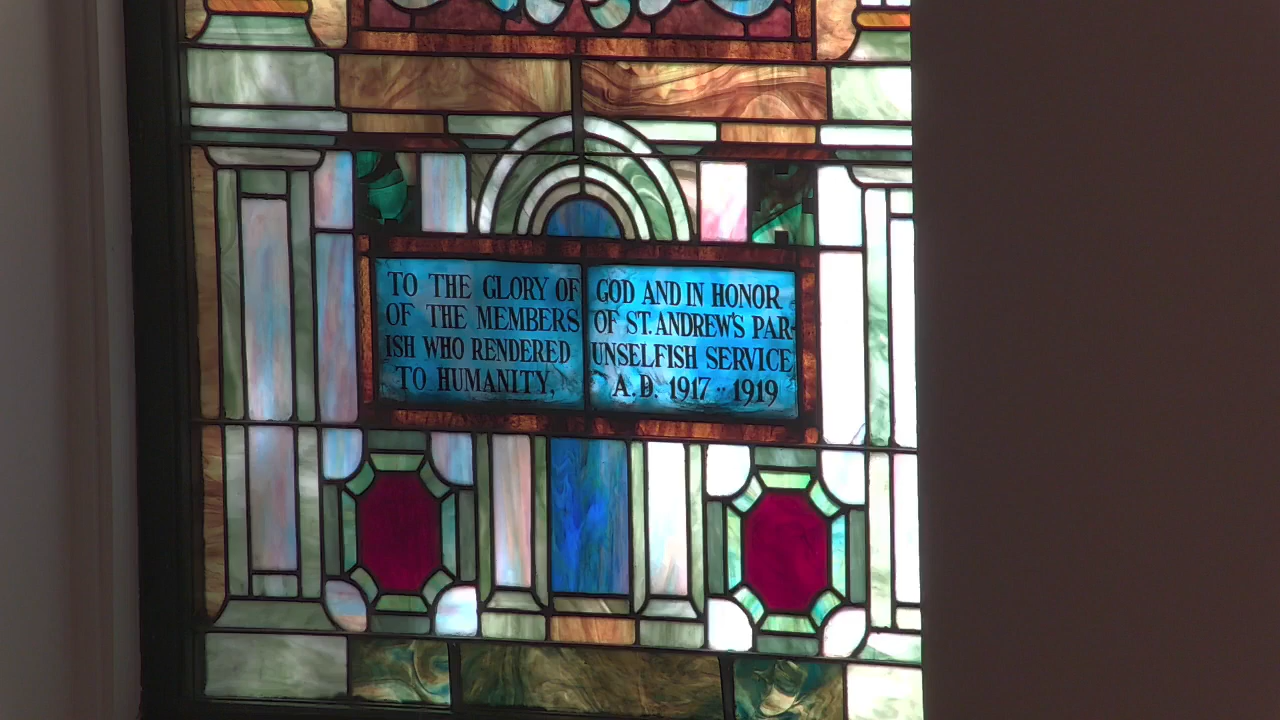 TO THE GLORY OF GOD AND IN HONOR
OF THE MEMBERS OF ST. ANDREW'S PAR-
ISH WHO RENDERED UNSELFISH SERVICE
TO HUMANITY, A.D. 1917-1919